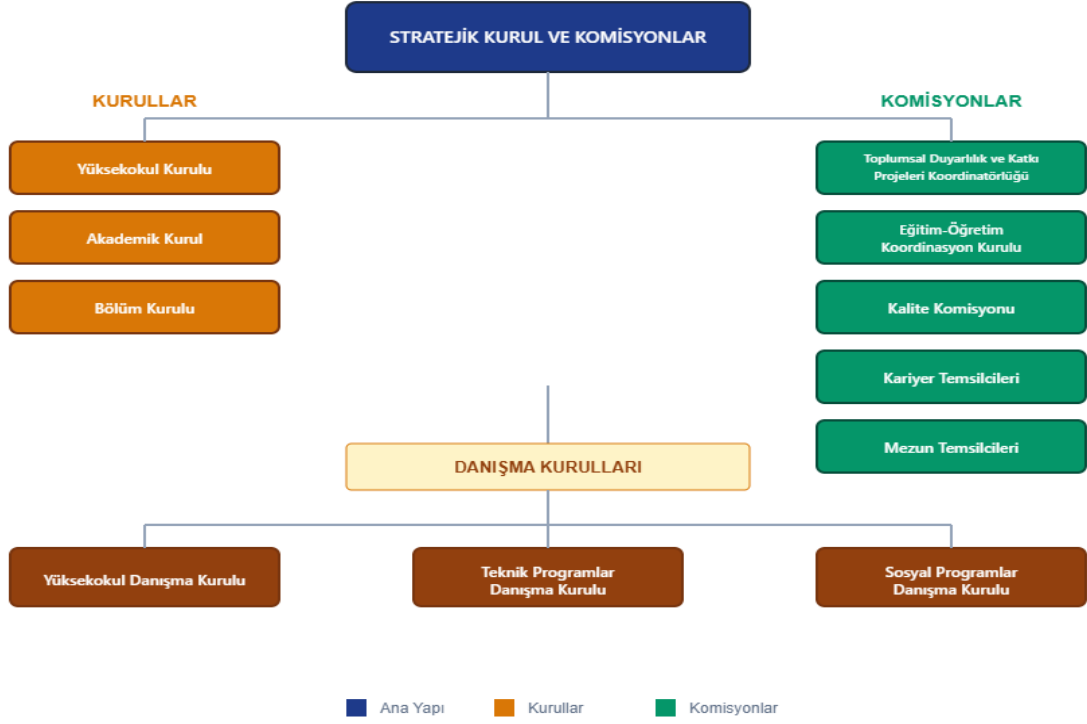 STRATEJİK KURUL VE KOMİSYONLAR
KURULLAR
KOMİSYONLAR
Yüksekokul Kurulu
Akademik Kurul
Bölüm Kurulu
Toplumsal Duyarlılık ve Katkı
Projeleri Koordinatörlüğü
Eğitim-Öğretim
Koordinasyon Kurulu
Kalite Komisyonu
Kariyer Temsilcileri
Mezun Temsilcileri
DANIŞMA KURULLARI
Yüksekokul Danışma Kurulu
Teknik Programlar
Danışma Kurulu
Sosyal Programlar
Danışma Kurulu
Ana Yapı
Kurullar
Komisyonlar